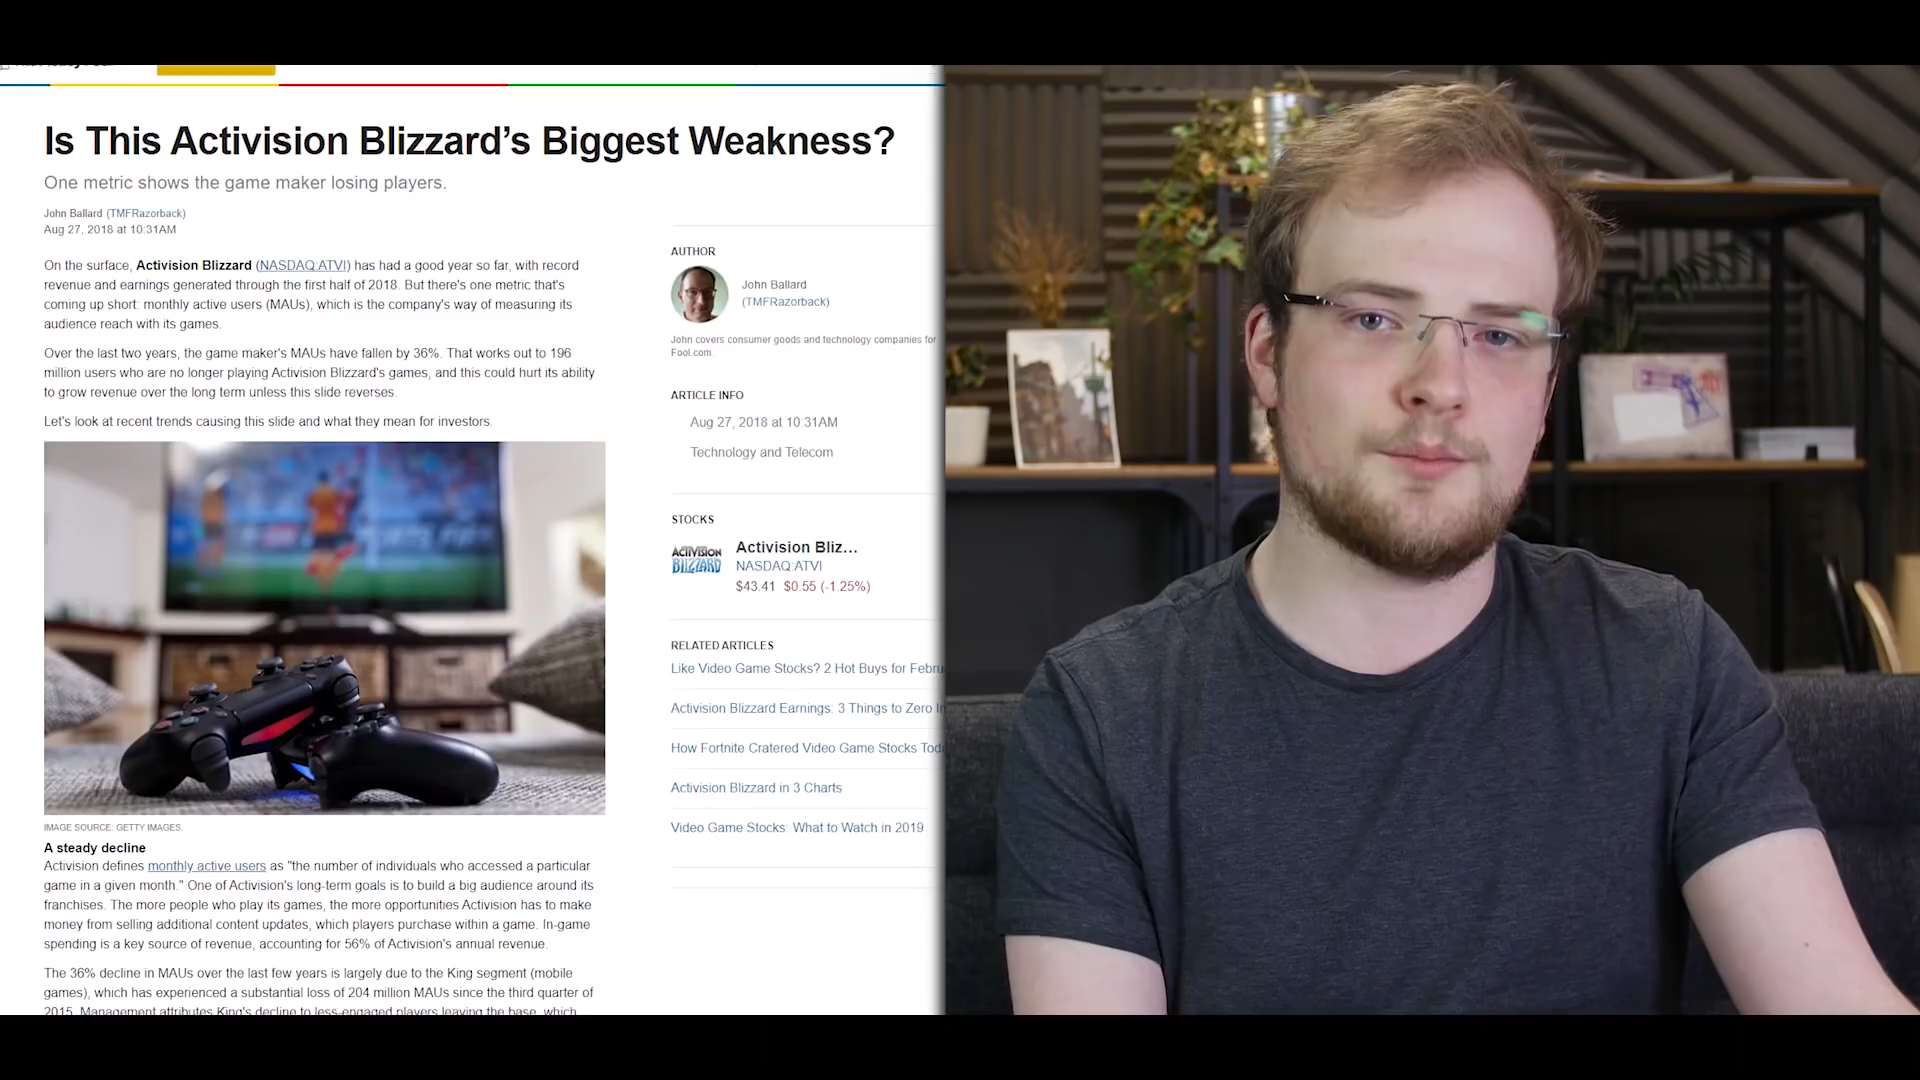 Is This Activision Blizzard's Biggest Weakness?
One metric shows the game maker losing players.
John Ballard (TMFRazorback)
Aug 27, 2018 at 10:31AM
On the surface, Activision Blizzard (NASDAQ:ATVI) has had a good year so far, with record
revenue and earnings generated through the first half of 2018. But there's one metric that's
coming up short: monthly active users (MAUs), which is the company's way of measuring its
audience reach with its games.
Over the last two years, the game maker's MAUs have fallen by 36%. That works out to 196
million users who are no longer playing Activision Blizzard's games, and this could hurt its ability
to grow revenue over the long term unless this slide reverses.
Let's look at recent trends causing this slide and what they mean for investors.
IMAGE SOURCE: GETTY IMAGES.
A steady decline
Activision defines monthly active users as "the number of individuals who accessed a particular
game in a given month." One of Activision's long-term goals is to build a big audience around its
franchises. The more people who play its games, the more opportunities Activision has to make
money from selling additional content updates, which players purchase within a game. In-game
spending is a key source of revenue, accounting for 56% of Activision's annual revenue.
The 36% decline in MAUs over the last few years is largely due to the King segment (mobile
games), which has experienced a substantial loss of 204 million MAUs since the third quarter of
2015. Management attributes King's decline to less-engaged players leaving the base, which
AUTHOR
John Ballard
(TMFRazorback)
John covers consumer goods and technology companies for
Fool.com.
ARTICLE INFO
Aug 27, 2018 at 10:31AM
Technology and Telecom
STOCKS
ACTIVISION
BLIZZARD
Activision Bliz...
NASDAQ:ATVI
$43.41 $0.55 (-1.25%)
RELATED ARTICLES
Like Video Game Stocks? 2 Hot Buys for Febru
Activision Blizzard Earnings: 3 Things to Zero In
How Fortnite Cratered Video Game Stocks Tod
Activision Blizzard in 3 Charts
Video Game Stocks: What to Watch in 2019